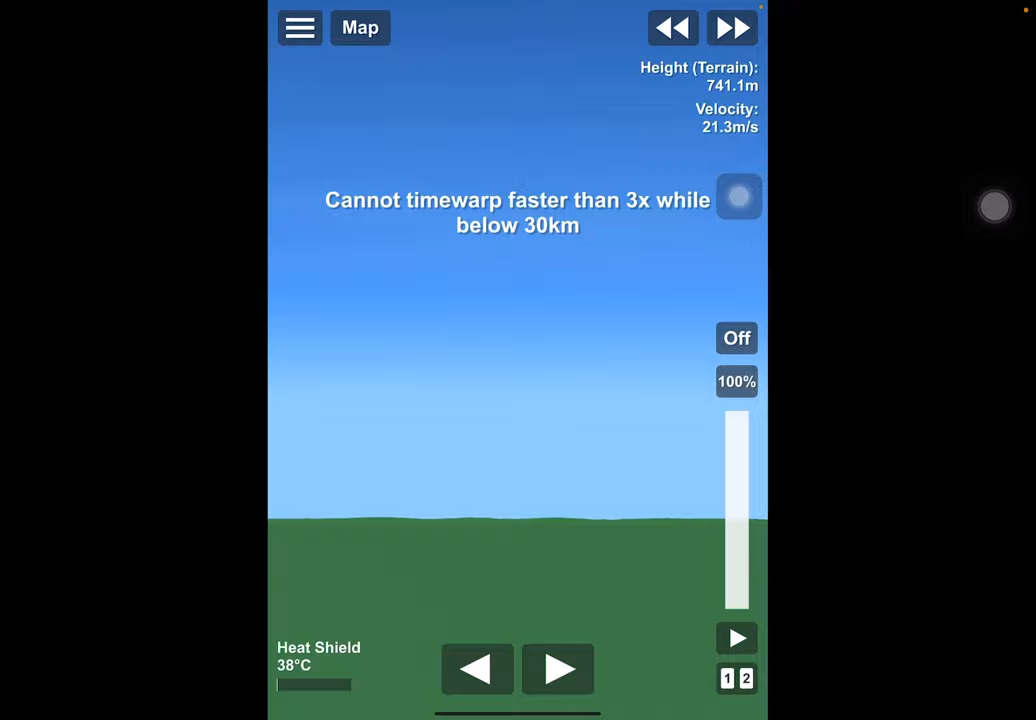 Map
Height (Terrain):
741.1m
Velocity:
21.3m/s
Cannot timewarp faster than 3x while
below 30km
Off
100%
Heat Shield
38°C
1 2